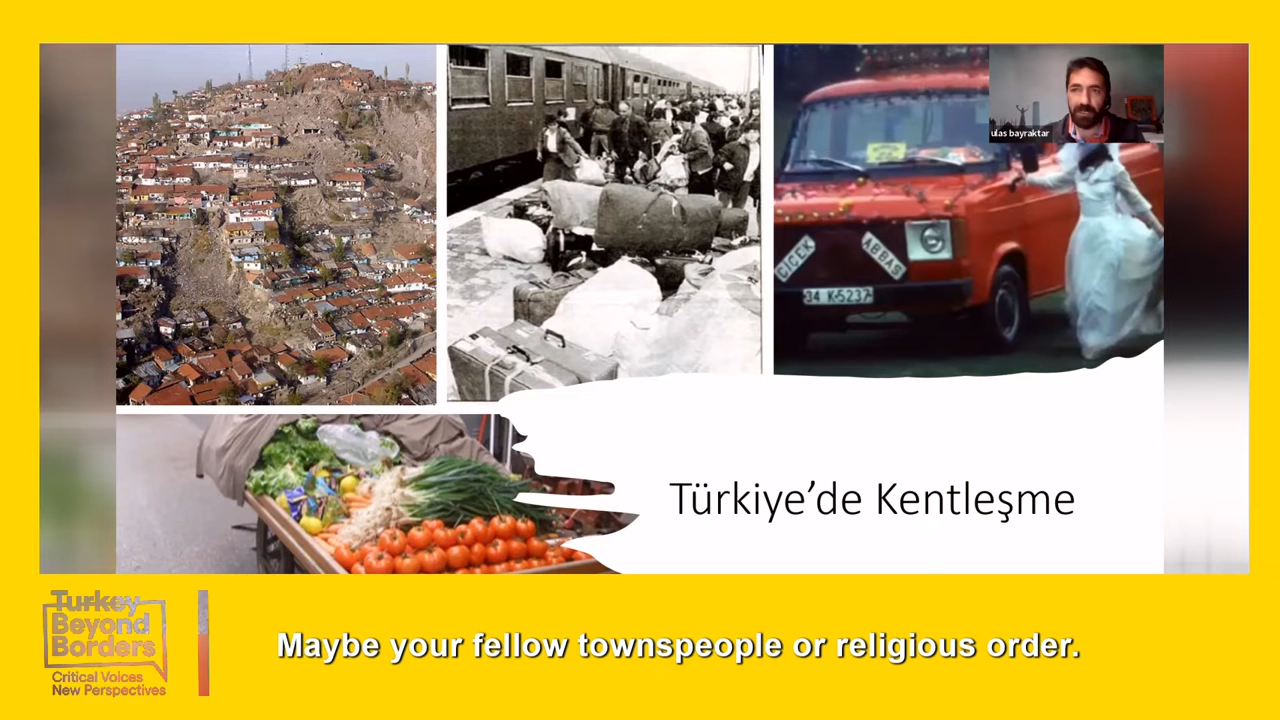 ulas bayraktar
ÇİÇEK
ABBAS
34 K·5237
Türkiye’de Kentleşme
Turkey
Beyond
Borders
Critical Voices
New Perspectives
Maybe your fellow townspeople or religious order.